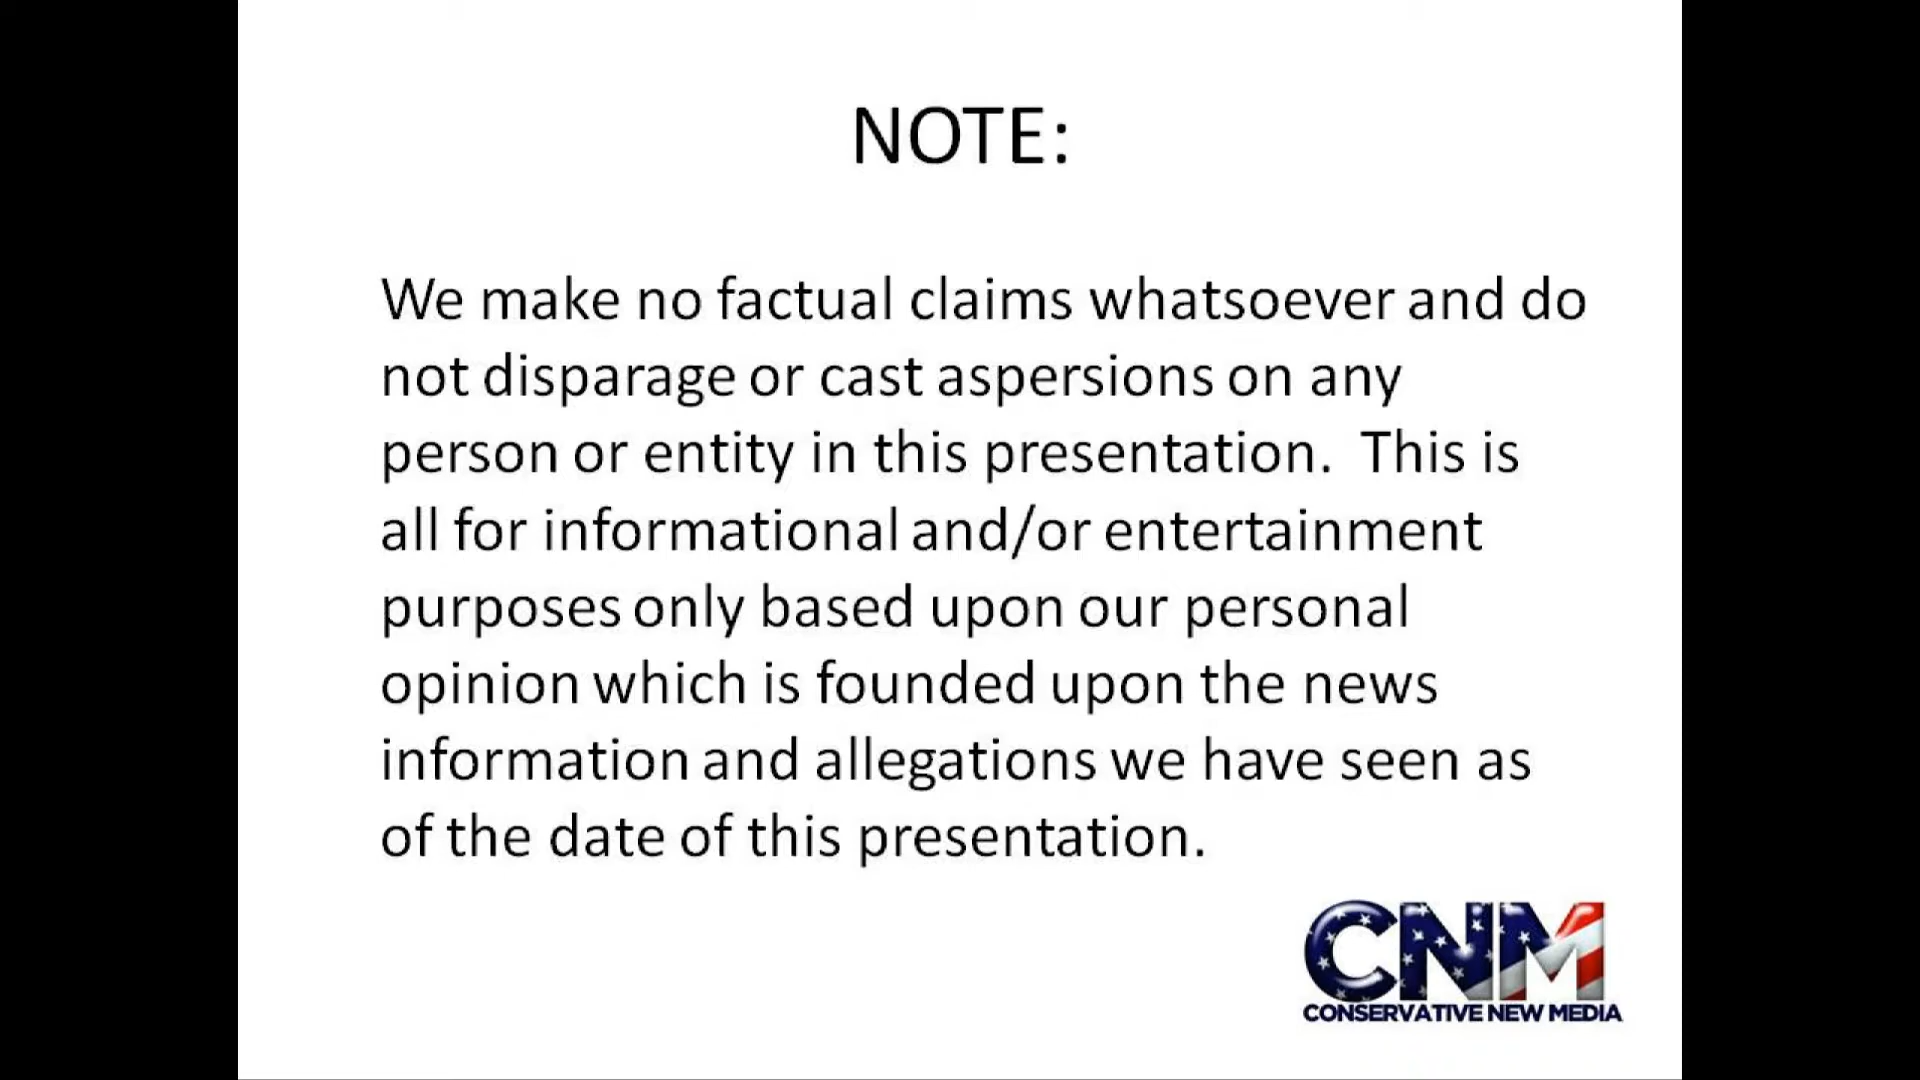 NOTE:
We make no factual claims whatsoever and do
not disparage or cast aspersions on any
person or entity in this presentation.  This is
all for informational and/or entertainment
purposes only based upon our personal
opinion which is founded upon the news
information and allegations we have seen as
of the date of this presentation.
CNM
CONSERVATIVE NEW MEDIA